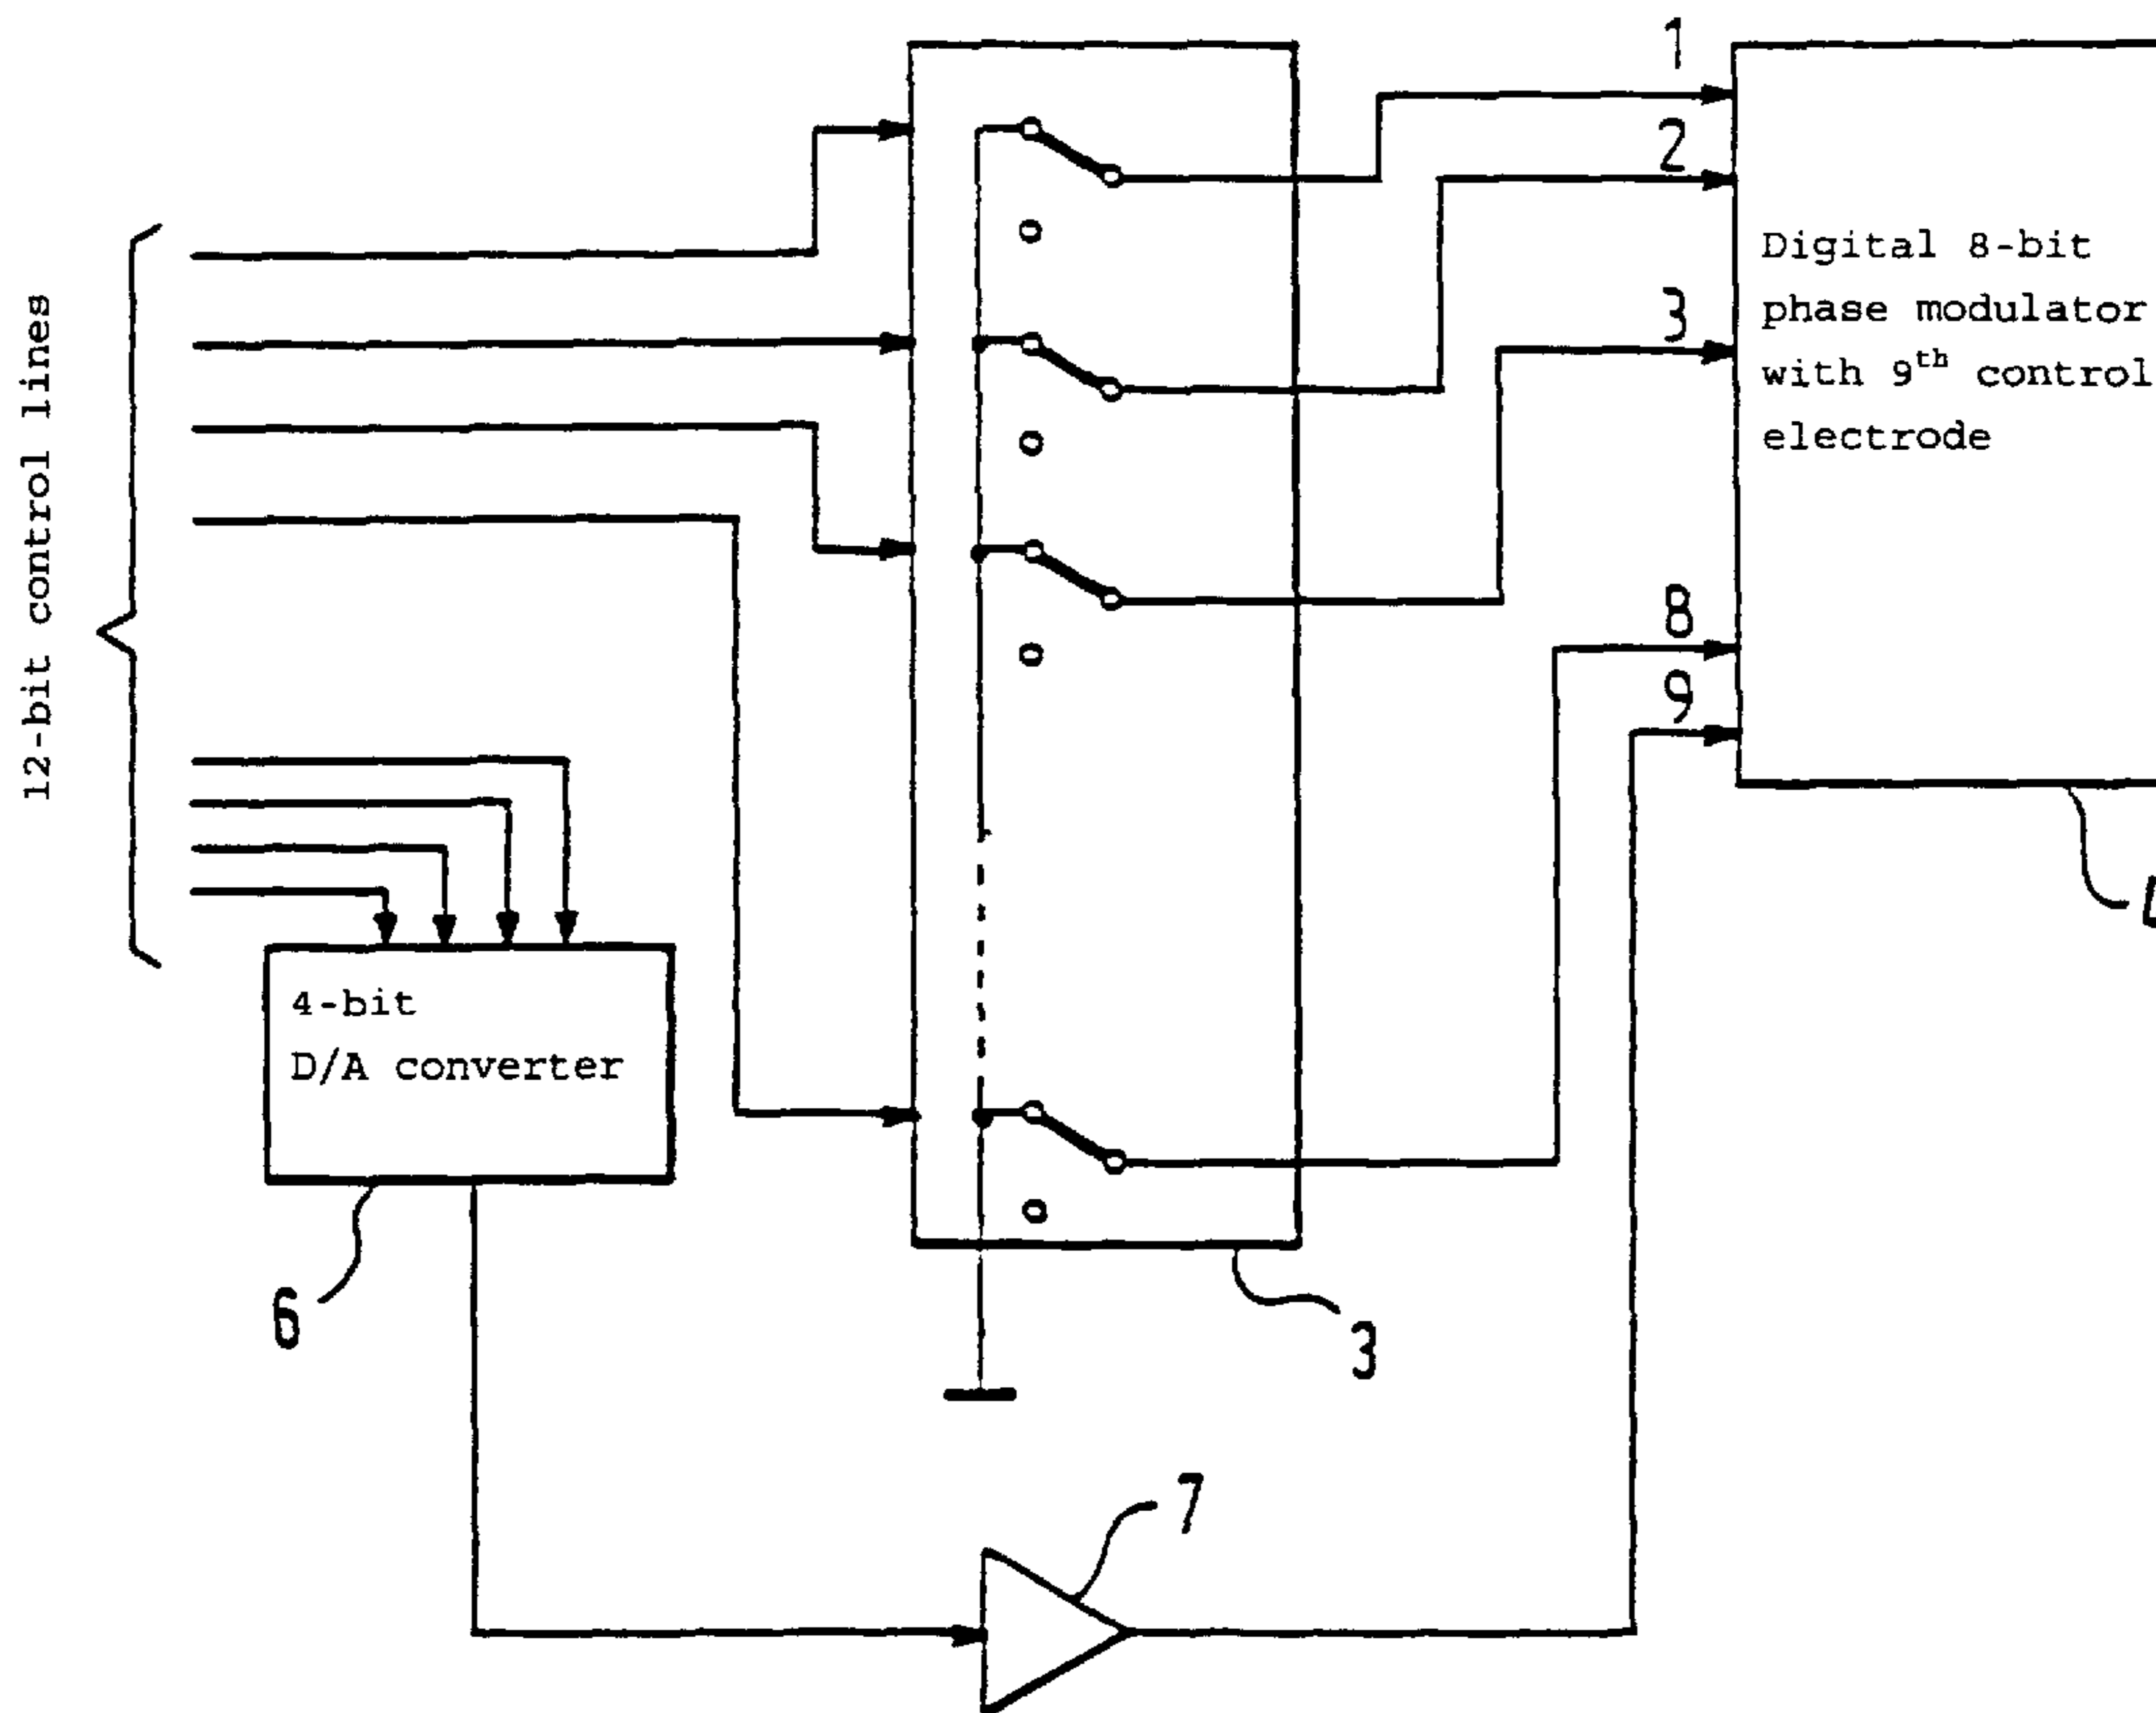 12-bit control lines
1
2
3
8
9
Digital 8-bit
phase modulator
with 9th control
electrode
4-bit
D/A converter
6
3
7